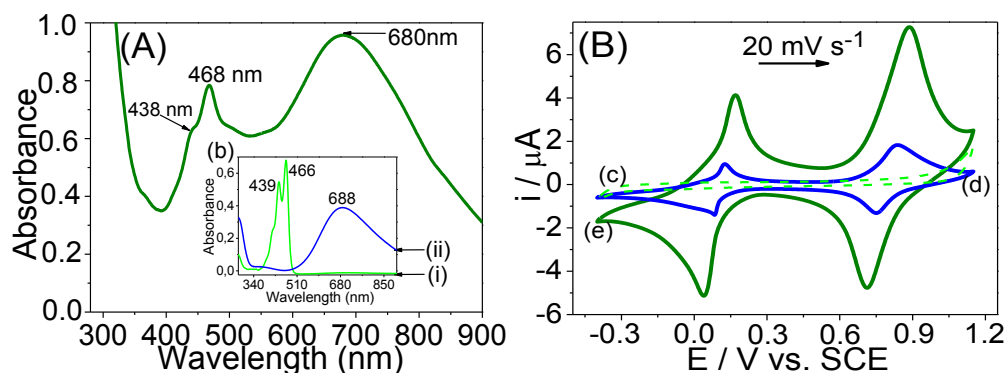 (A)
680nm
468 nm
438 nm
Absorbance
1.0
0.8
0.6
0.4
0.2
0.0
300 400 500 600 700 800 900
Wavelength (nm)
(b)
466
439
688
Absorbance
0,6
0,4
0,2
0,0
(ii)
(i)
340 510 680 850
Wavelength (nm)
(B)
20 mV s-1
i / μA
6
4
2
0
-2
-4
-6
(c)
(d)
(e)
-0.3 0.0 0.3 0.6 0.9 1.2
E / V vs. SCE